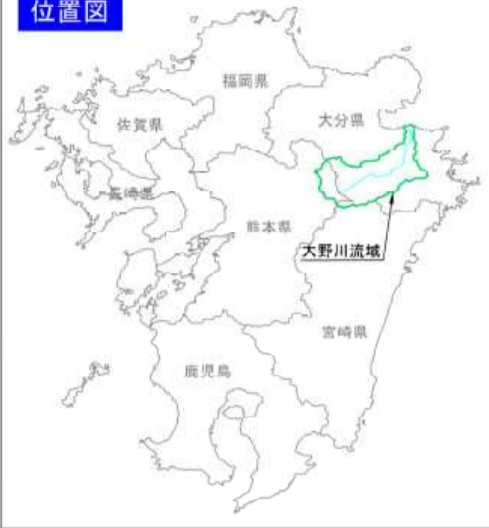 位置図
福岡県
佐賀県
大分県
長崎県
熊本県
大野川流域
宮崎県
鹿児島